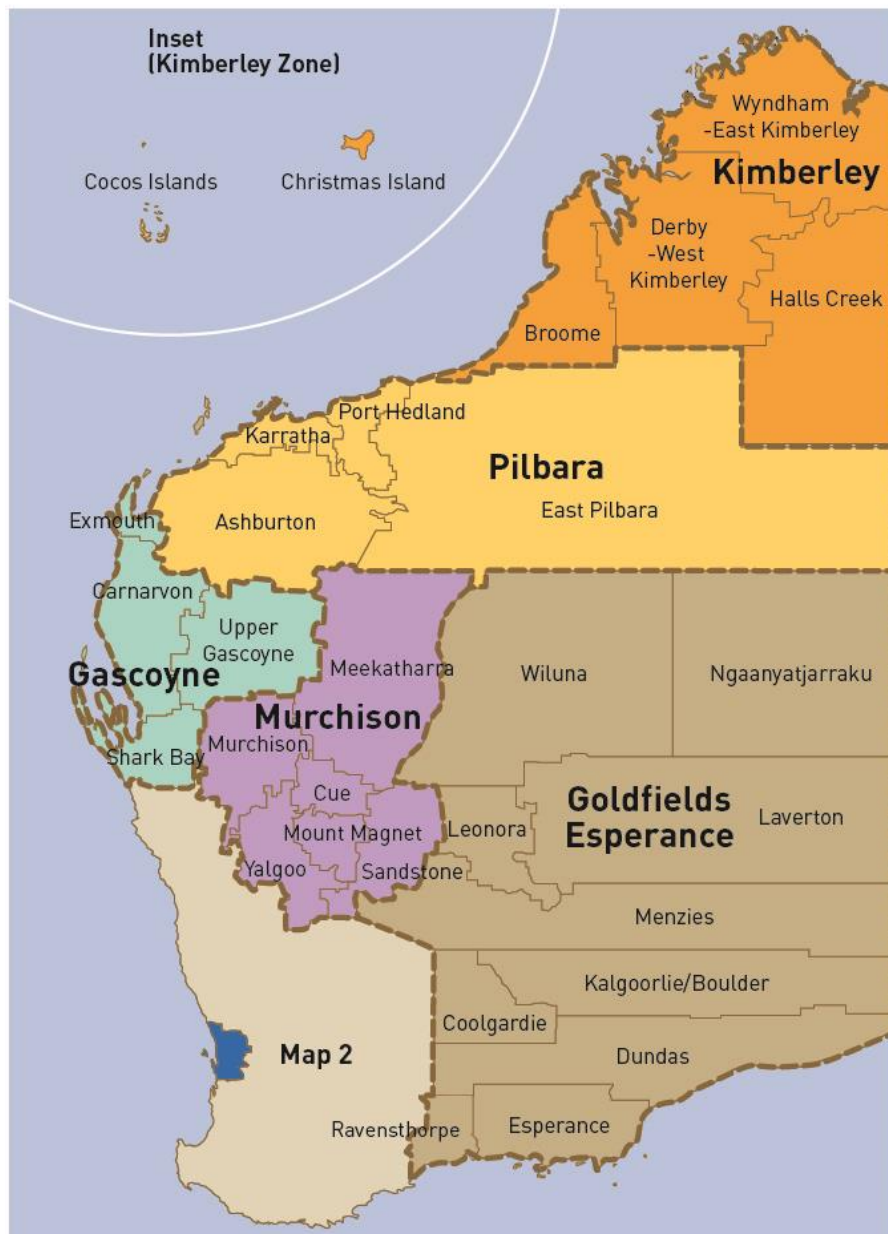 Inset
(Kimberley Zone)
Cocos Islands
Christmas Island
Wyndham
-East Kimberley
Kimberley
Derby
-West
Kimberley
Halls Creek
Broome
Port Hedland
Karratha
Pilbara
East Pilbara
Ashburton
Exmouth
Carnarvon
Upper
Gascoyne
Gascoyne
Shark Bay
Meekatharra
Murchison
Murchison
Cue
Mount Magnet
Yalgoo
Sandstone
Wiluna
Ngaanyatjarraku
Goldfields
Esperance
Leonora
Laverton
Menzies
Kalgoorlie/Boulder
Coolgardie
Dundas
Map 2
Ravensthorpe
Esperance